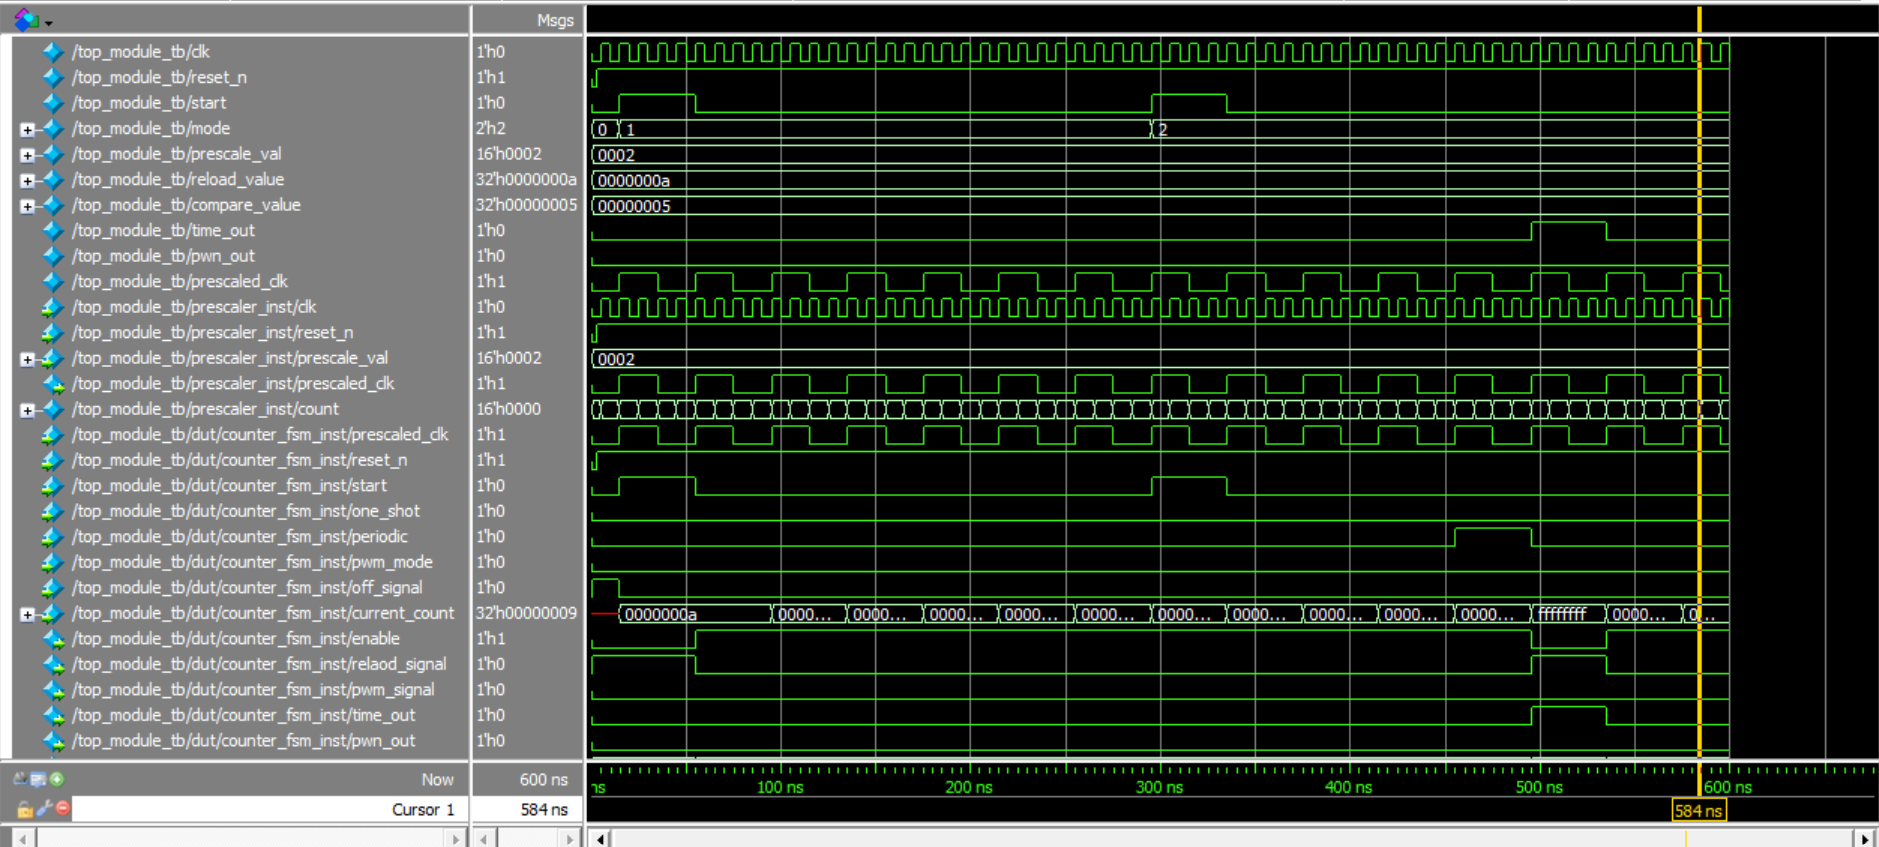 Msgs
/top_module_tb/clk 1'h0
/top_module_tb/reset_n 1'h1
/top_module_tb/start 1'h0
/top_module_tb/mode 2'h2 0 1 2
/top_module_tb/prescale_val 16'h0002 0002
/top_module_tb/reload_value 32'h0000000a 0000000a
/top_module_tb/compare_value 32'h00000005 00000005
/top_module_tb/time_out 1'h0
/top_module_tb/pwn_out 1'h0
/top_module_tb/prescaled_clk 1'h1
/top_module_tb/prescaler_inst/clk 1'h0
/top_module_tb/prescaler_inst/reset_n 1'h1
/top_module_tb/prescaler_inst/prescale_val 16'h0002 0002
/top_module_tb/prescaler_inst/prescaled_clk 1'h1
/top_module_tb/prescaler_inst/count 16'h0000
/top_module_tb/dut/counter_fsm_inst/prescaled_clk 1'h1
/top_module_tb/dut/counter_fsm_inst/reset_n 1'h1
/top_module_tb/dut/counter_fsm_inst/start 1'h0
/top_module_tb/dut/counter_fsm_inst/one_shot 1'h0
/top_module_tb/dut/counter_fsm_inst/periodic 1'h0
/top_module_tb/dut/counter_fsm_inst/pwm_mode 1'h0
/top_module_tb/dut/counter_fsm_inst/off_signal 1'h0
/top_module_tb/dut/counter_fsm_inst/current_count 32'h00000009 0000000a 0000... 0000... 0000... 0000... 0000... 0000... 0000... 0000... 0000... 0000... ffffffff 0000... 0...
/top_module_tb/dut/counter_fsm_inst/enable 1'h1
/top_module_tb/dut/counter_fsm_inst/relaod_signal 1'h0
/top_module_tb/dut/counter_fsm_inst/pwm_signal 1'h0
/top_module_tb/dut/counter_fsm_inst/time_out 1'h0
/top_module_tb/dut/counter_fsm_inst/pwn_out 1'h0
Now 600 ns ns 100 ns 200 ns 300 ns 400 ns 500 ns 600 ns
Cursor 1 584 ns 584 ns